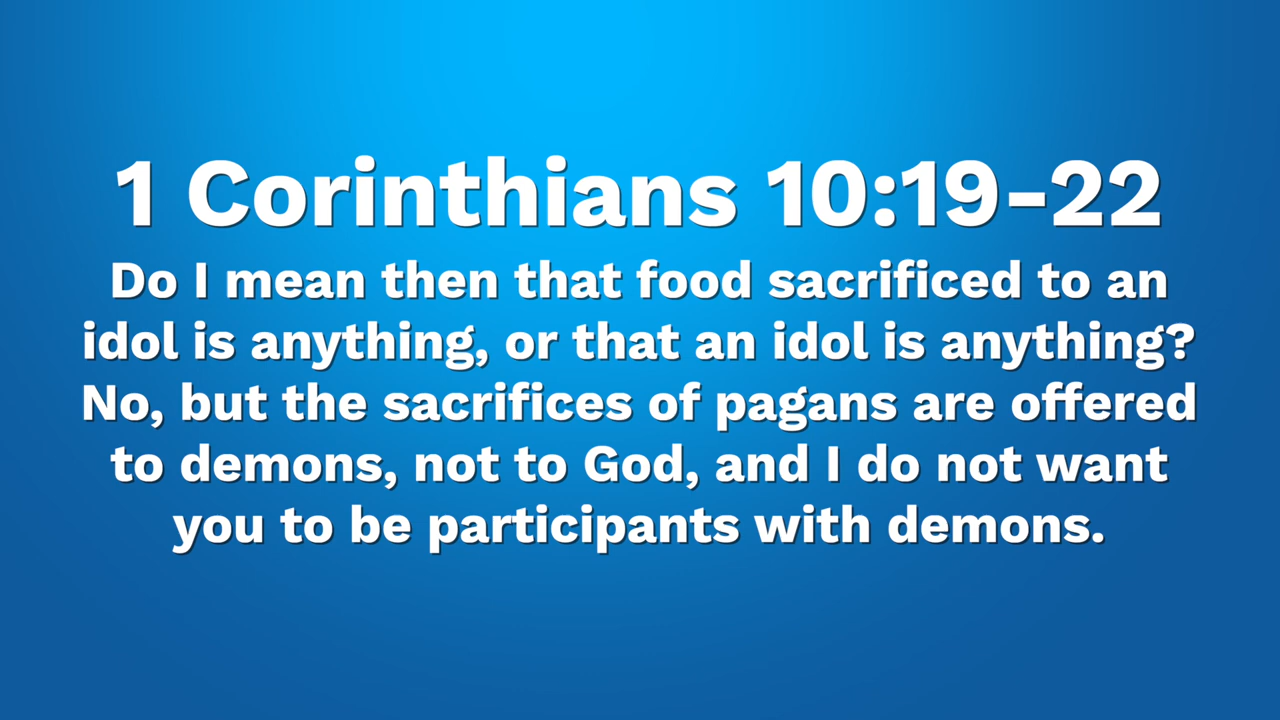 1 Corinthians 10:19-22
Do I mean then that food sacrificed to an
idol is anything, or that an idol is anything?
No, but the sacrifices of pagans are offered
to demons, not to God, and I do not want
you to be participants with demons.